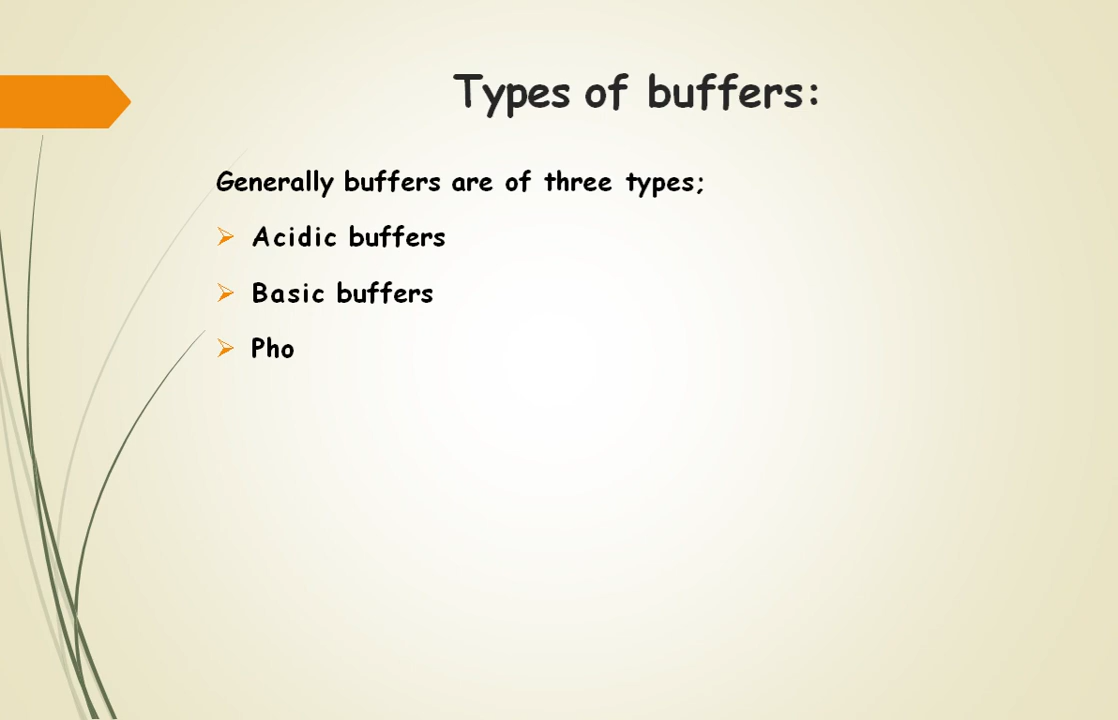 Types of buffers:
Generally buffers are of three types;
Acidic buffers
Basic buffers
Pho